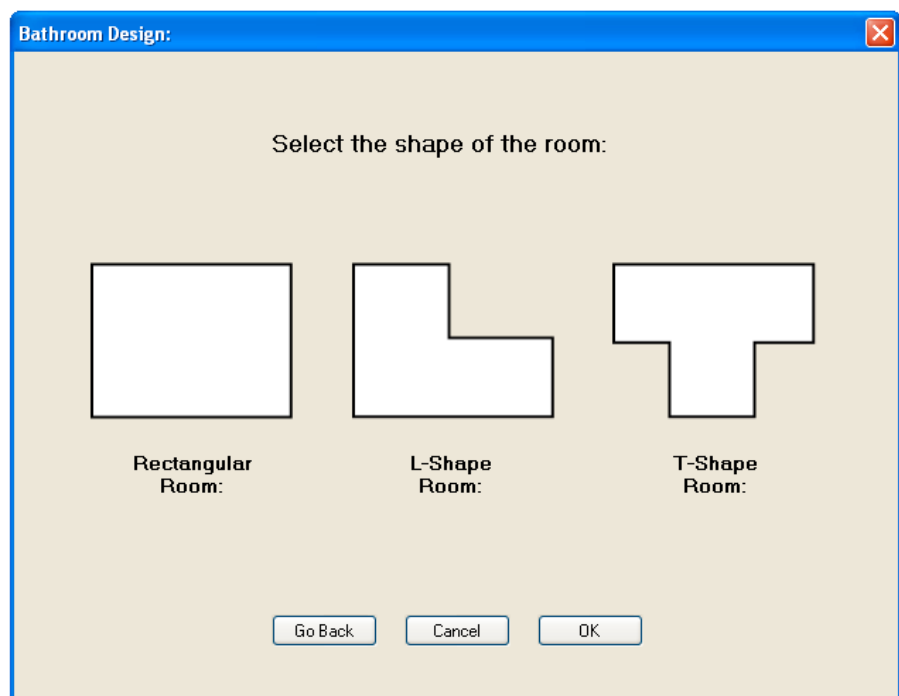 Bathroom Design:
Select the shape of the room:
Rectangular
Room:
L-Shape
Room:
T-Shape
Room:
Go Back
Cancel
OK